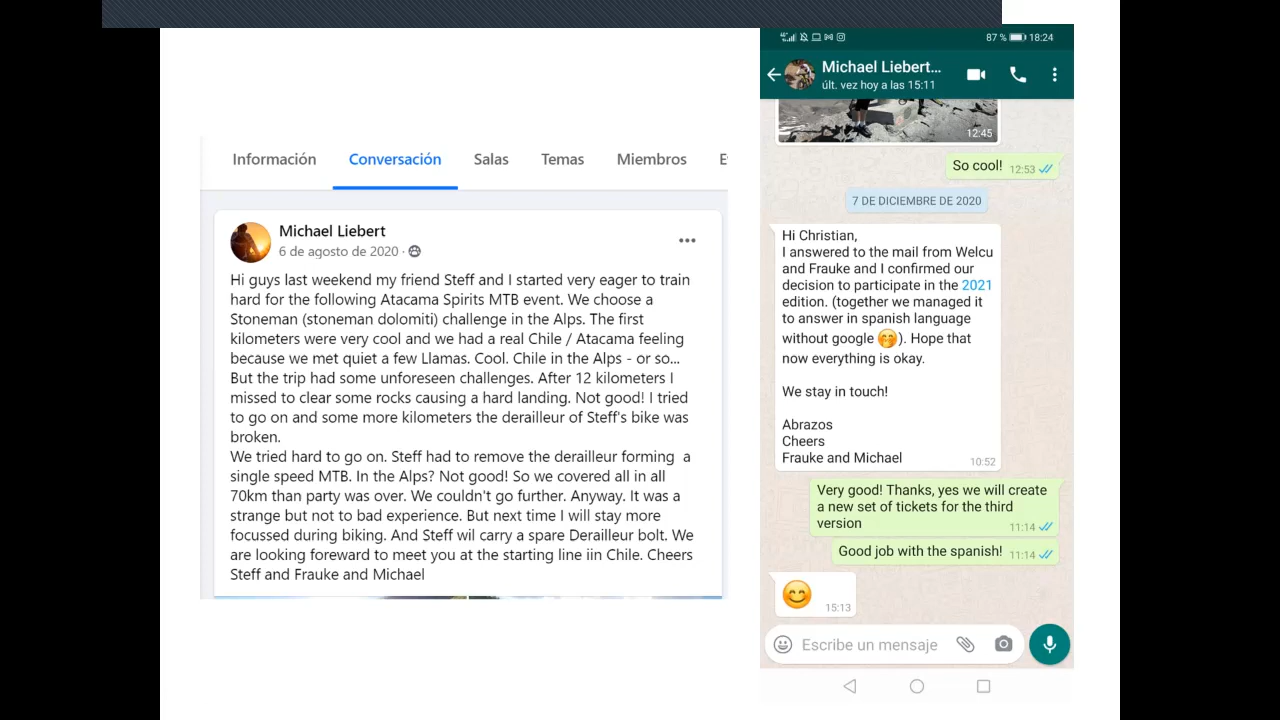 Información Conversación Salas Temas Miembros E
Michael Liebert
6 de agosto de 2020 ·
Hi guys last weekend my friend Steff and I started very eager to train
hard for the following Atacama Spirits MTB event. We choose a
Stoneman (stoneman dolomiti) challenge in the Alps. The first
kilometers were very cool and we had a real Chile / Atacama feeling
because we met quiet a few Llamas. Cool. Chile in the Alps - or so...
But the trip had some unforeseen challenges. After 12 kilometers I
missed to clear some rocks causing a hard landing. Not good! I tried
to go on and some more kilometers the derailleur of Steff's bike was
broken.
We tried hard to go on. Steff had to remove the derailleur forming a
single speed MTB. In the Alps? Not good! So we covered all in all
70km than party was over. We couldn't go further. Anyway. It was a
strange but not to bad experience. But next time I will stay more
focussed during biking. And Steff wil carry a spare Derailleur bolt. We
are looking foreward to meet you at the starting line iin Chile. Cheers
Steff and Frauke and Michael
87 % 18:24
Michael Liebert...
últ. vez hoy a las 15:11
12:45
So cool! 12:53
7 DE DICIEMBRE DE 2020
Hi Christian,
I answered to the mail from Welcu
and Frauke and I confirmed our
decision to participate in the 2021
edition. (together we managed it
to answer in spanish language
without google 🤭). Hope that
now everything is okay.
We stay in touch!
Abrazos
Cheers
Frauke and Michael
10:52
Very good! Thanks, yes we will create
a new set of tickets for the third
version 11:14
Good job with the spanish! 11:14
😊 15:13
Escribe un mensaje